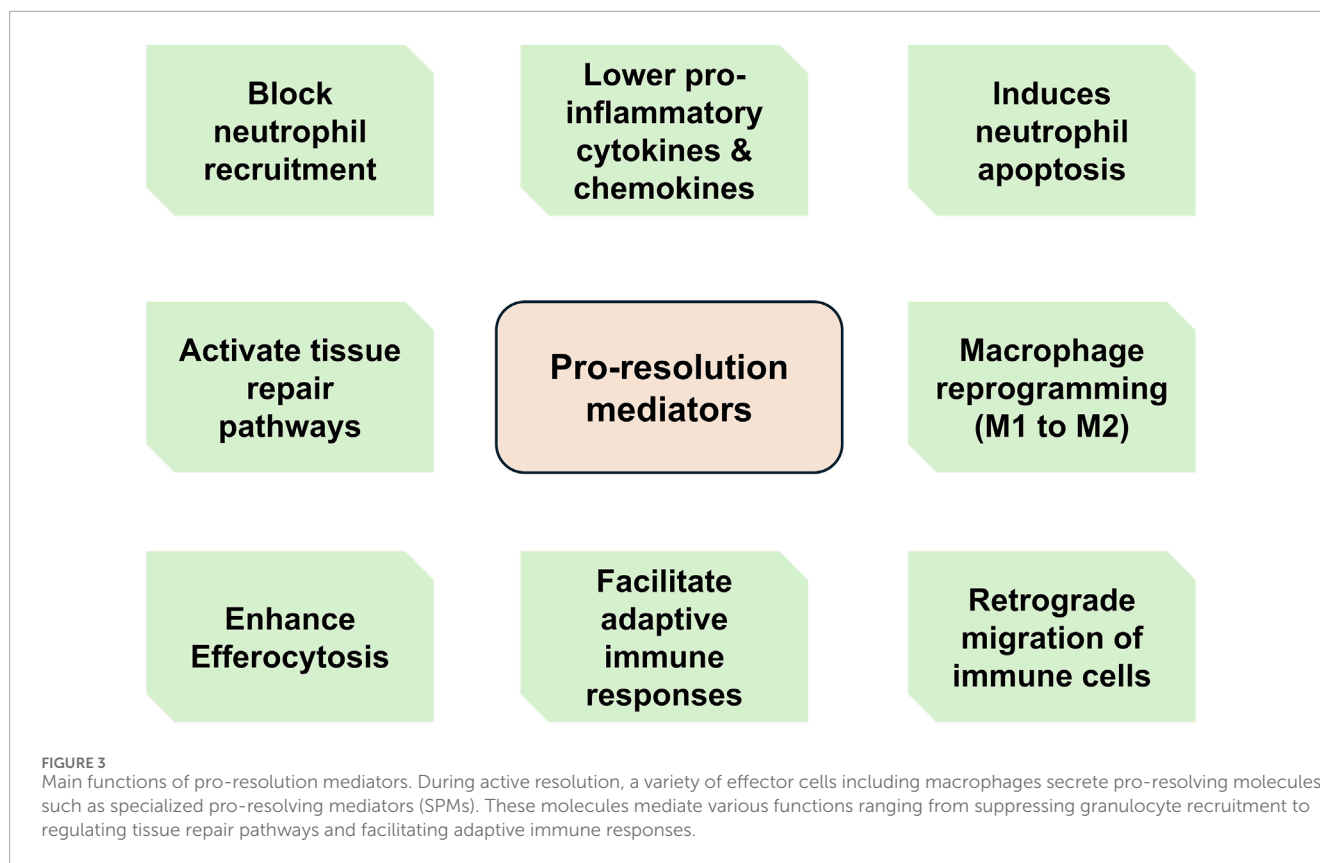 Block
neutrophil
recruitment
Lower pro-
inflammatory
cytokines &
chemokines
Induces
neutrophil
apoptosis
Activate tissue
repair
pathways
Pro-resolution
mediators
Macrophage
reprogramming
(M1 to M2)
Enhance
Efferocytosis
Facilitate
adaptive
immune
responses
Retrograde
migration of
immune cells
FIGURE 3
Main functions of pro-resolution mediators. During active resolution, a variety of effector cells including macrophages secrete pro-resolving molecules
such as specialized pro-resolving mediators (SPMs). These molecules mediate various functions ranging from suppressing granulocyte recruitment to
regulating tissue repair pathways and facilitating adaptive immune responses.